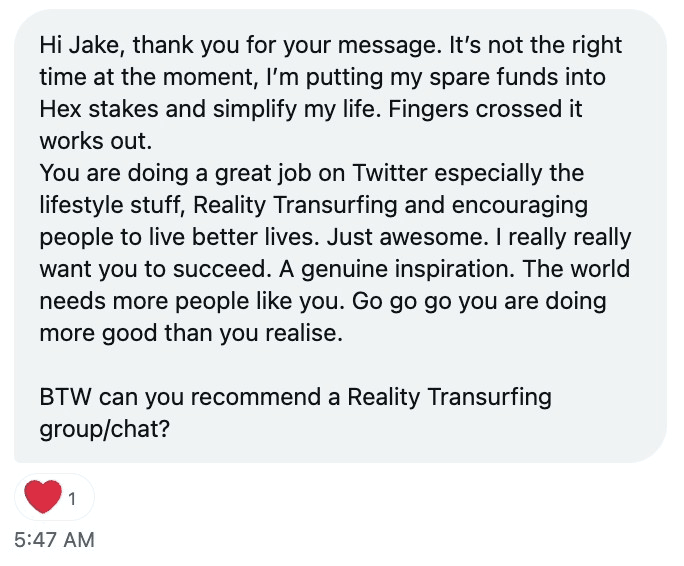 Hi Jake, thank you for your message. It’s not the right
time at the moment, I’m putting my spare funds into
Hex stakes and simplify my life. Fingers crossed it
works out.
You are doing a great job on Twitter especially the
lifestyle stuff, Reality Transurfing and encouraging
people to live better lives. Just awesome. I really really
want you to succeed. A genuine inspiration. The world
needs more people like you. Go go go you are doing
more good than you realise.
BTW can you recommend a Reality Transurfing
group/chat?
1
5:47 AM